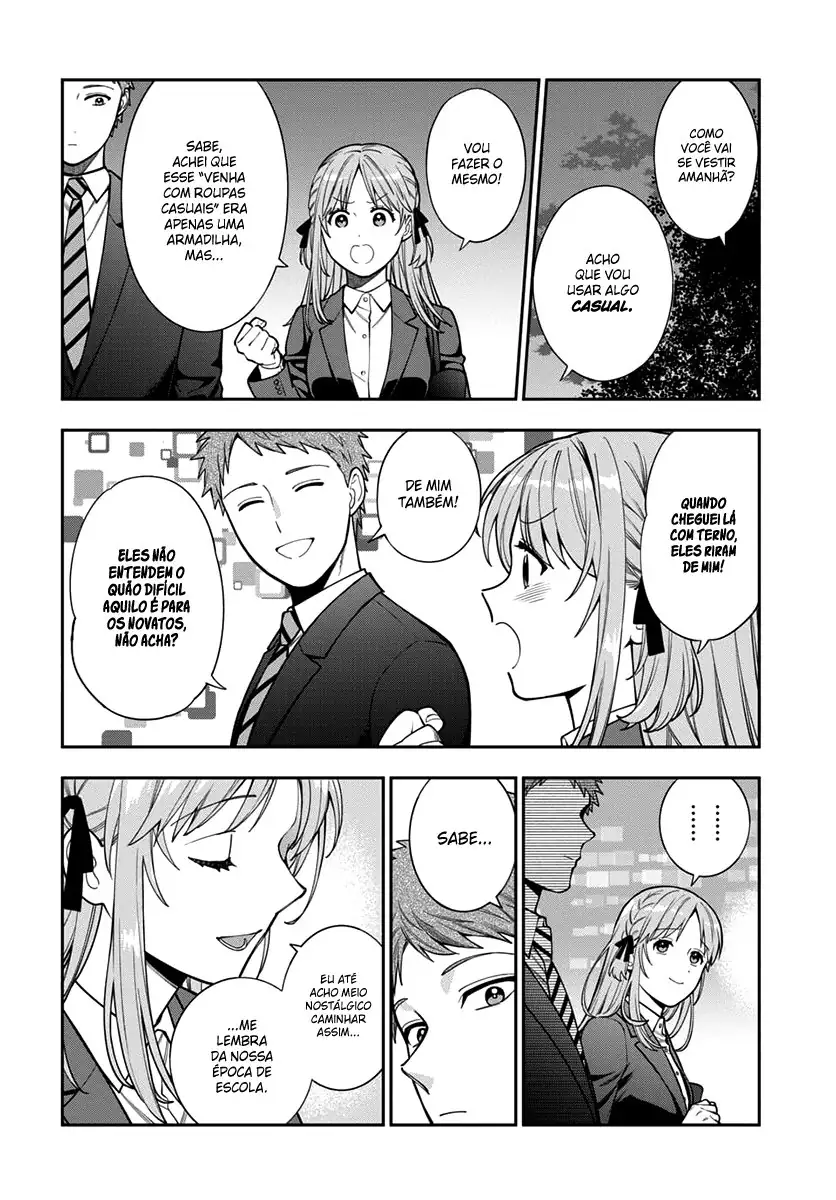 COMO
VOCÊ VAI
SE VESTIR
AMANHÃ?
ACHO
QUE VOU
USAR ALGO
CASUAL.
VOU
FAZER O
MESMO!
SABE,
ACHEI QUE
ESSE “VENHA
COM ROUPAS
CASUAIS” ERA
APENAS UMA
ARMADILHA,
MAS...
QUANDO
CHEGUEI LÁ
COM TERNO,
ELES RIRAM
DE MIM!
DE MIM
TAMBÉM!
ELES NÃO
ENTENDEM O
QUÃO DIFÍCIL
AQUILO É PARA
OS NOVATOS,
NÃO ACHA?
SABE...
EU ATÉ
ACHO MEIO
NOSTÁLGICO
CAMINHAR
ASSIM...
...ME
LEMBRA
DA NOSSA
ÉPOCA DE
ESCOLA.